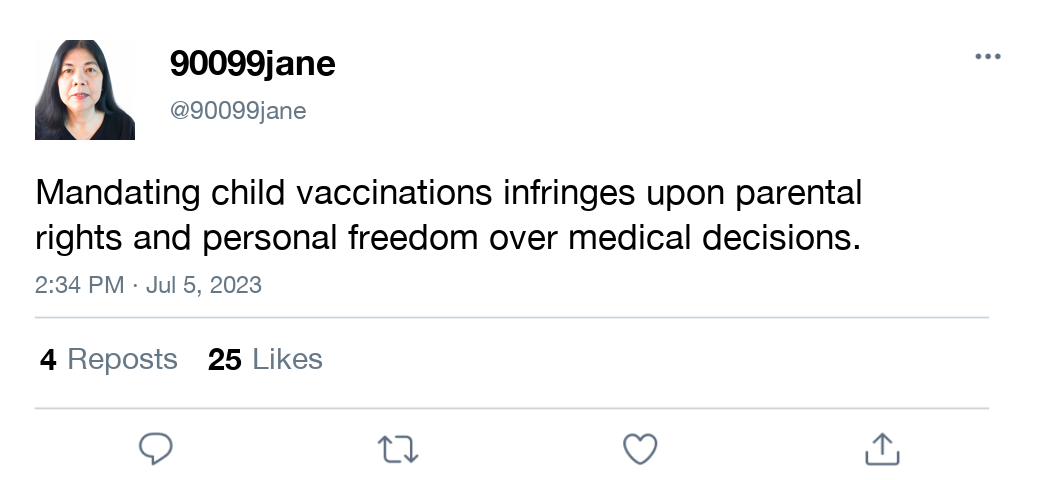 90099jane
@90099jane
Mandating child vaccinations infringes upon parental
rights and personal freedom over medical decisions.
2:34 PM · Jul 5, 2023
4 Reposts 25 Likes